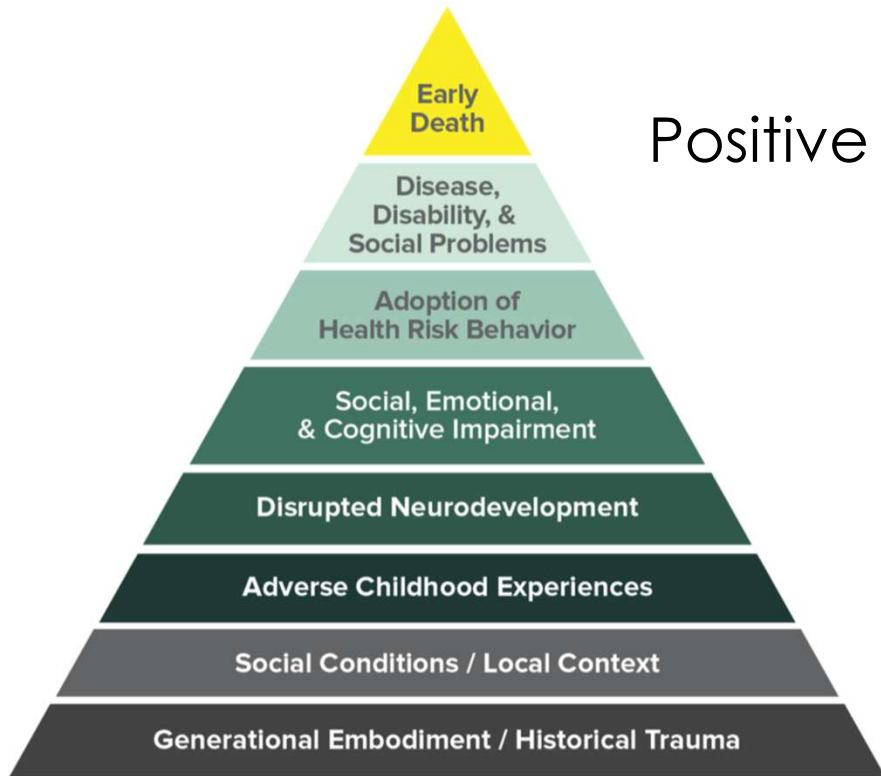 Early
Death
Positive
Disease,
Disability, &
Social Problems
Adoption of
Health Risk Behavior
Social, Emotional,
& Cognitive Impairment
Disrupted Neurodevelopment
Adverse Childhood Experiences
Social Conditions / Local Context
Generational Embodiment / Historical Trauma